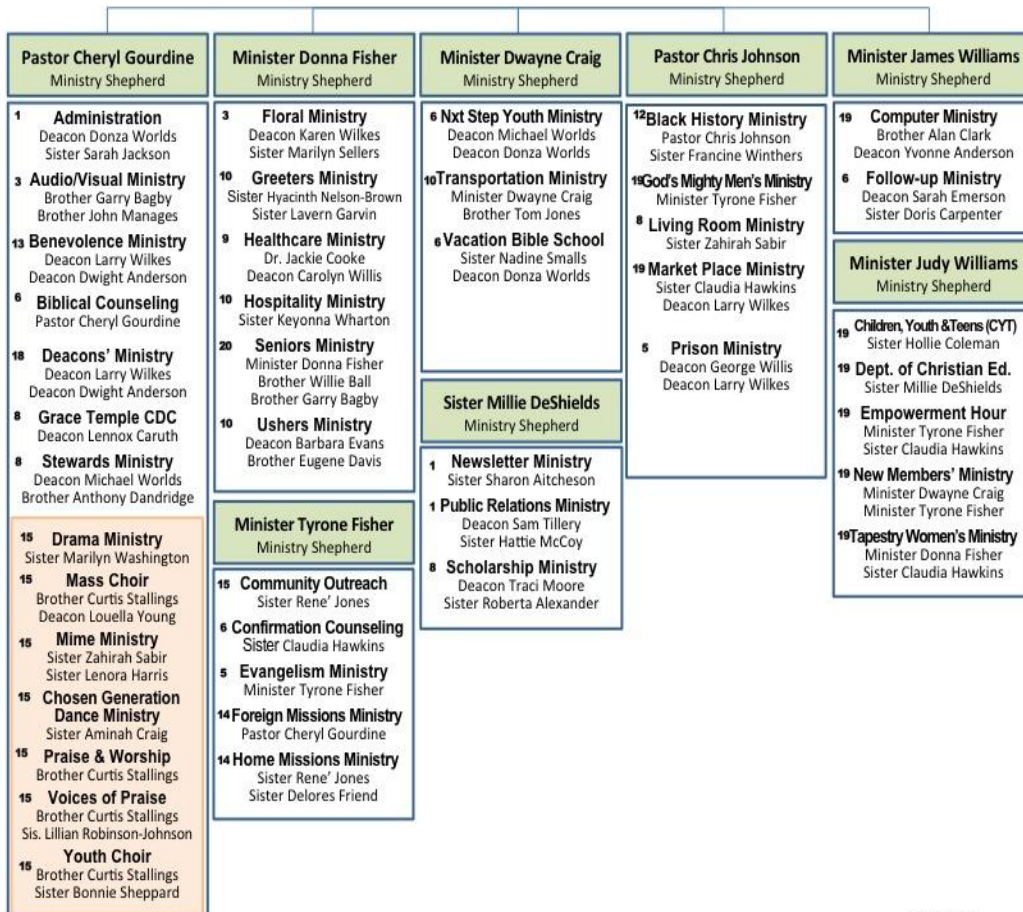 Pastor Cheryl Gourdine
Ministry Shepherd
1 Administration
Deacon Donza Worlds
Sister Sarah Jackson
3 Audio/Visual Ministry
Brother Garry Bagby
Brother John Manages
13 Benevolence Ministry
Deacon Larry Wilkes
Deacon Dwight Anderson
6 Biblical Counseling
Pastor Cheryl Gourdine
18 Deacons' Ministry
Deacon Larry Wilkes
Deacon Dwight Anderson
8 Grace Temple CDC
Deacon Lennox Caruth
8 Stewards Ministry
Deacon Michael Worlds
Brother Anthony Dandridge
15 Drama Ministry
Sister Marilyn Washington
15 Mass Choir
Brother Curtis Stallings
Deacon Louella Young
15 Mime Ministry
Sister Zahirah Sabir
Sister Lenora Harris
15 Chosen Generation
Dance Ministry
Sister Aminah Craig
15 Praise & Worship
Brother Curtis Stallings
15 Voices of Praise
Brother Curtis Stallings
Sis. Lillian Robinson-Johnson
15 Youth Choir
Brother Curtis Stallings
Sister Bonnie Sheppard
Minister Donna Fisher
Ministry Shepherd
3 Floral Ministry
Deacon Karen Wilkes
Sister Marilyn Sellers
10 Greeters Ministry
Sister Hyacinth Nelson-Brown
Sister Lavern Garvin
9 Healthcare Ministry
Dr. Jackie Cooke
Deacon Carolyn Willis
10 Hospitality Ministry
Sister Keyonna Wharton
20 Seniors Ministry
Minister Donna Fisher
Brother Willie Ball
Brother Garry Bagby
10 Ushers Ministry
Deacon Barbara Evans
Brother Eugene Davis
Minister Tyrone Fisher
Ministry Shepherd
15 Community Outreach
Sister Rene' Jones
6 Confirmation Counseling
Sister Claudia Hawkins
5 Evangelism Ministry
Minister Tyrone Fisher
14 Foreign Missions Ministry
Pastor Cheryl Gourdine
14 Home Missions Ministry
Sister Rene' Jones
Sister Delores Friend
Minister Dwayne Craig
Ministry Shepherd
6 Nxt Step Youth Ministry
Deacon Michael Worlds
Deacon Donza Worlds
10 Transportation Ministry
Minister Dwayne Craig
Brother Tom Jones
6 Vacation Bible School
Sister Nadine Smalls
Deacon Donza Worlds
Sister Millie DeShields
Ministry Shepherd
1 Newsletter Ministry
Sister Sharon Aitcheson
1 Public Relations Ministry
Deacon Sam Tillery
Sister Hattie McCoy
8 Scholarship Ministry
Deacon Traci Moore
Sister Roberta Alexander
Pastor Chris Johnson
Ministry Shepherd
12 Black History Ministry
Pastor Chris Johnson
Sister Francine Winthers
19 God's Mighty Men's Ministry
Minister Tyrone Fisher
8 Living Room Ministry
Sister Zahirah Sabir
19 Market Place Ministry
Sister Claudia Hawkins
Deacon Larry Wilkes
5 Prison Ministry
Deacon George Willis
Deacon Larry Wilkes
Minister James Williams
Ministry Shepherd
19 Computer Ministry
Brother Alan Clark
Deacon Yvonne Anderson
6 Follow-up Ministry
Deacon Sarah Emerson
Sister Doris Carpenter
Minister Judy Williams
Ministry Shepherd
19 Children, Youth &Teens (CYT)
Sister Hollie Coleman
19 Dept. of Christian Ed.
Sister Millie DeShields
19 Empowerment Hour
Minister Tyrone Fisher
Sister Claudia Hawkins
19 New Members' Ministry
Minister Dwayne Craig
Minister Tyrone Fisher
19 Tapestry Women's Ministry
Minister Donna Fisher
Sister Claudia Hawkins